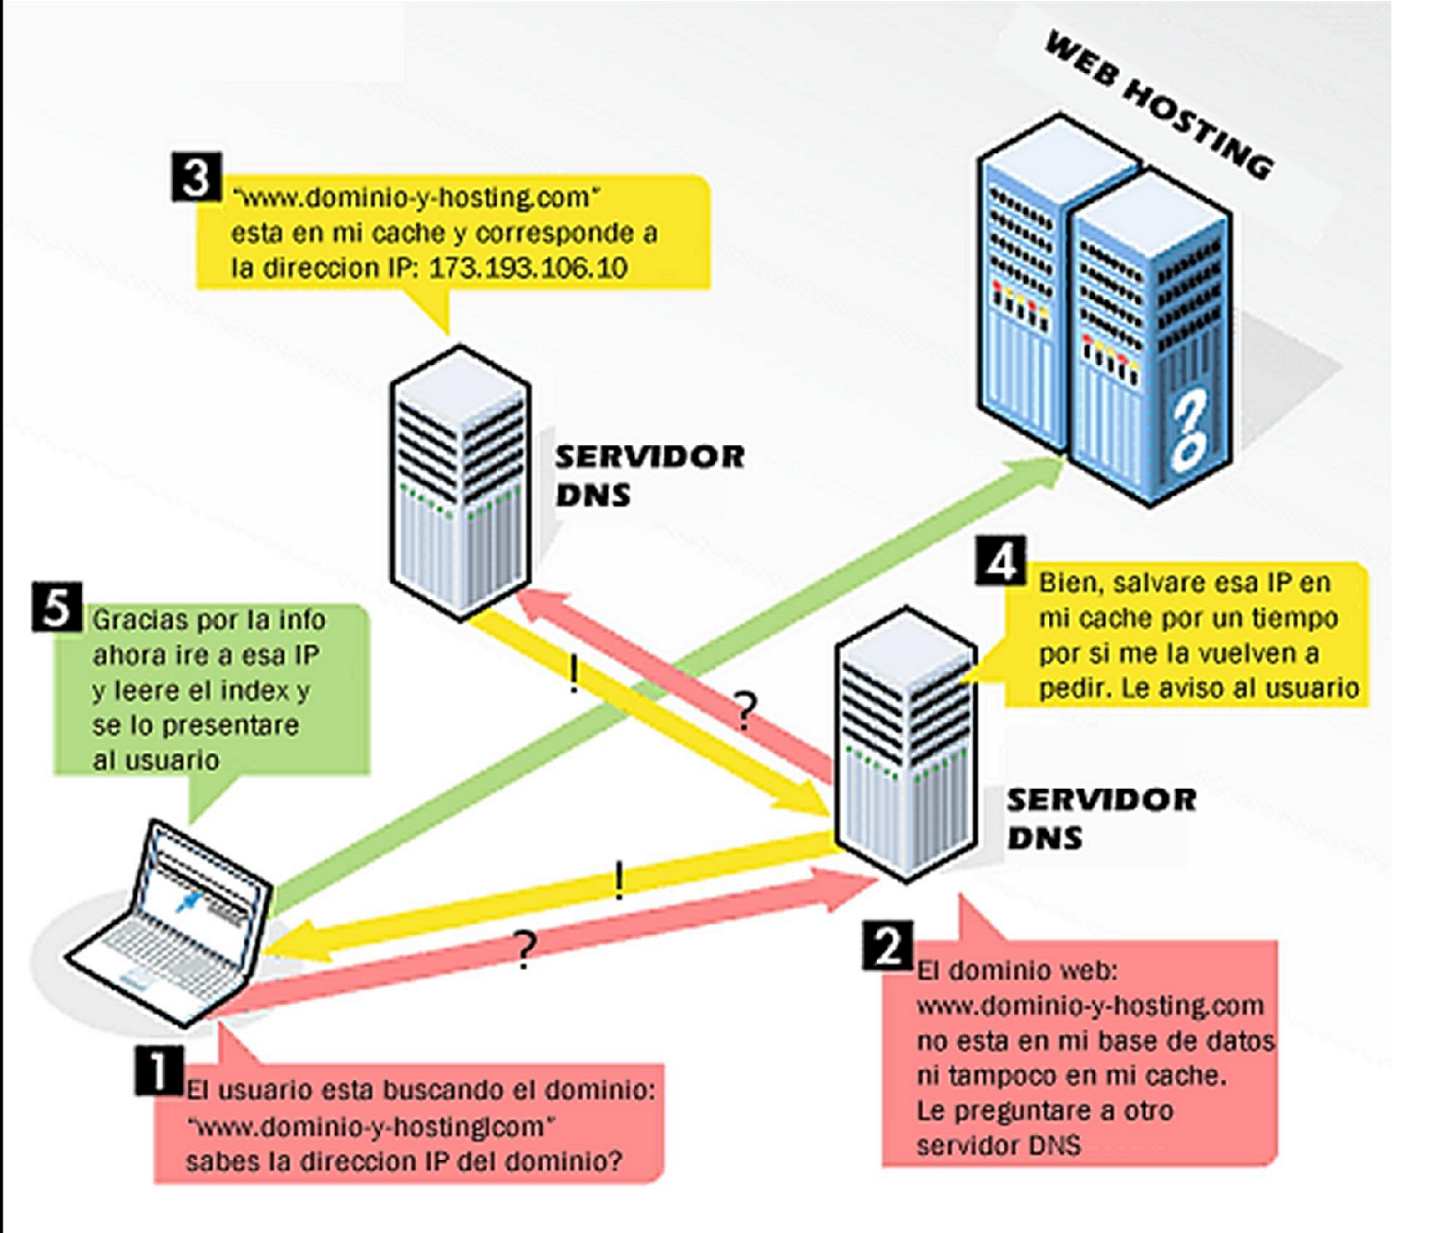 WEB HOSTING
3
"www.dominio-y-hosting.com"
esta en mi cache y corresponde a
la direccion IP: 173.193.106.10
SERVIDOR
DNS
4
Bien, salvare esa IP en
mi cache por un tiempo
por si me la vuelven a
pedir. Le aviso al usuario
5
Gracias por la info
ahora ire a esa IP
y leere el index y
se lo presentare
al usuario
?
!
?
SERVIDOR
DNS
!
?
2
El dominio web:
www.dominio-y-hosting.com
no esta en mi base de datos
ni tampoco en mi cache.
Le preguntare a otro
servidor DNS
1
El usuario esta buscando el dominio:
"www.dominio-y-hosting|com"
sabes la direccion IP del dominio?